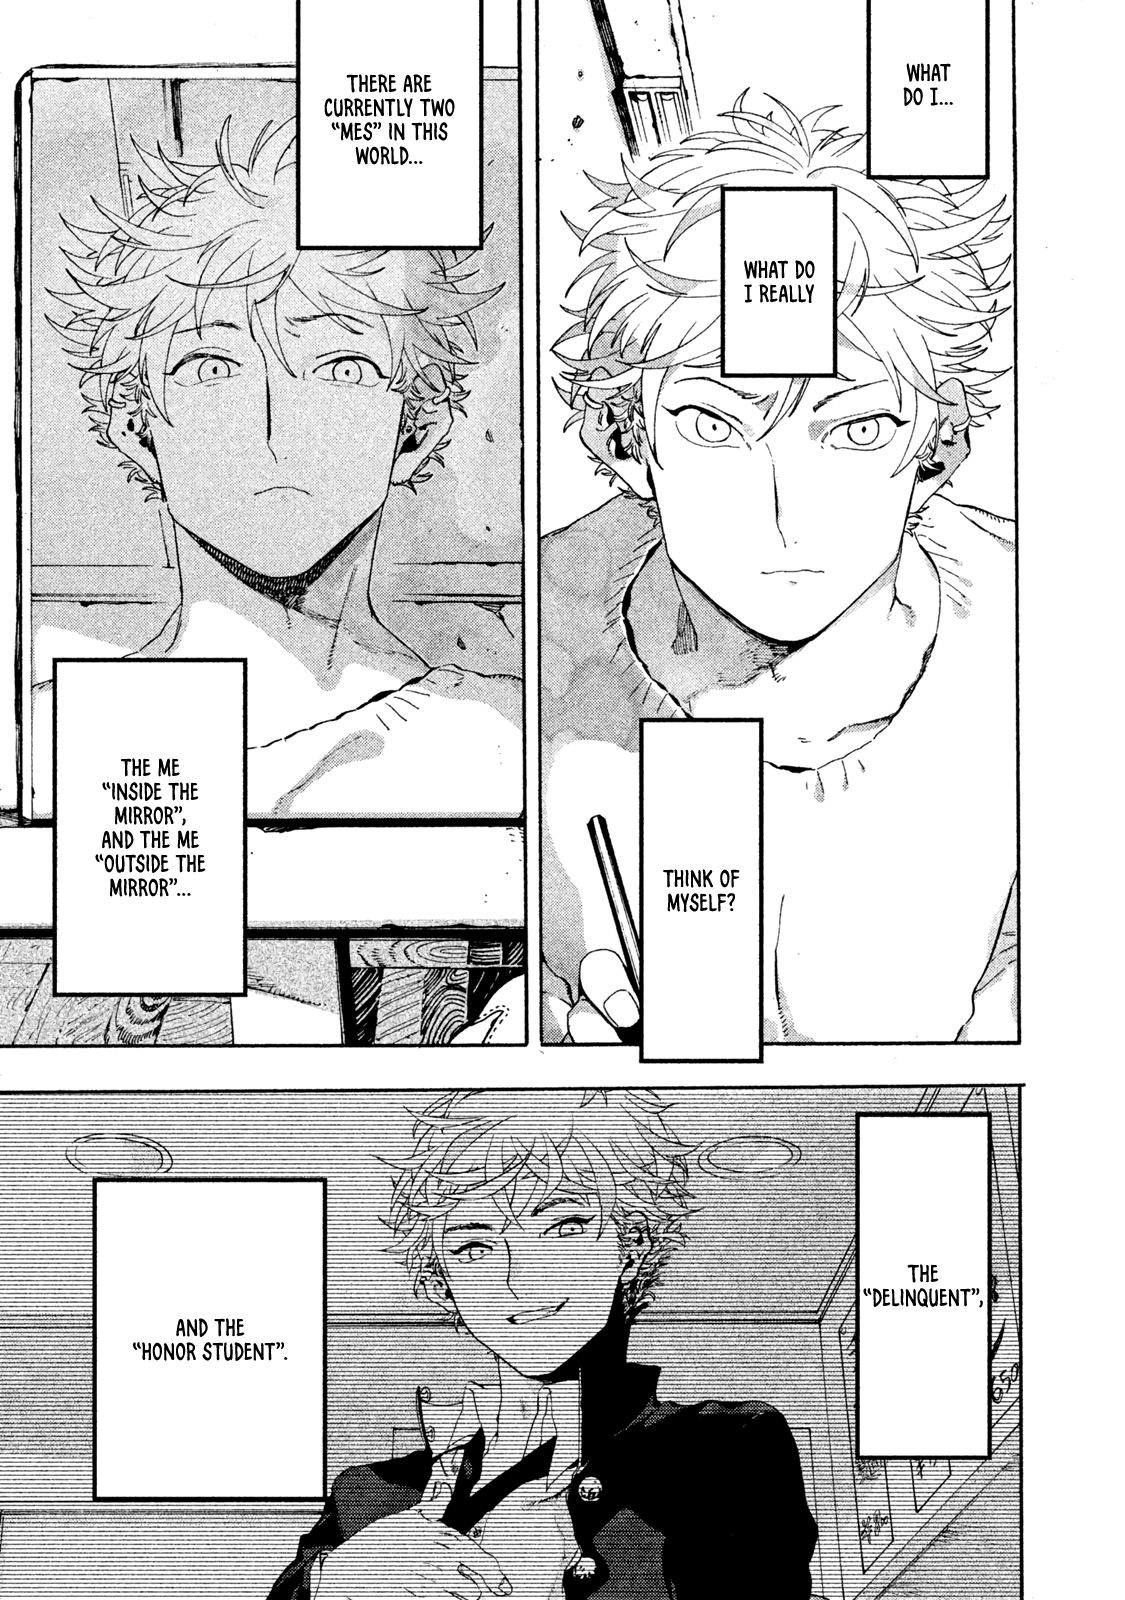 WHAT
DO I...
WHAT DO
I REALLY
THINK OF
MYSELF?
THERE ARE
CURRENTLY TWO
"MES" IN THIS
WORLD...
THE ME
"INSIDE THE
MIRROR",
AND THE ME
"OUTSIDE THE
MIRROR"...
THE
"DELINQUENT",
AND THE
"HONOR STUDENT".
650